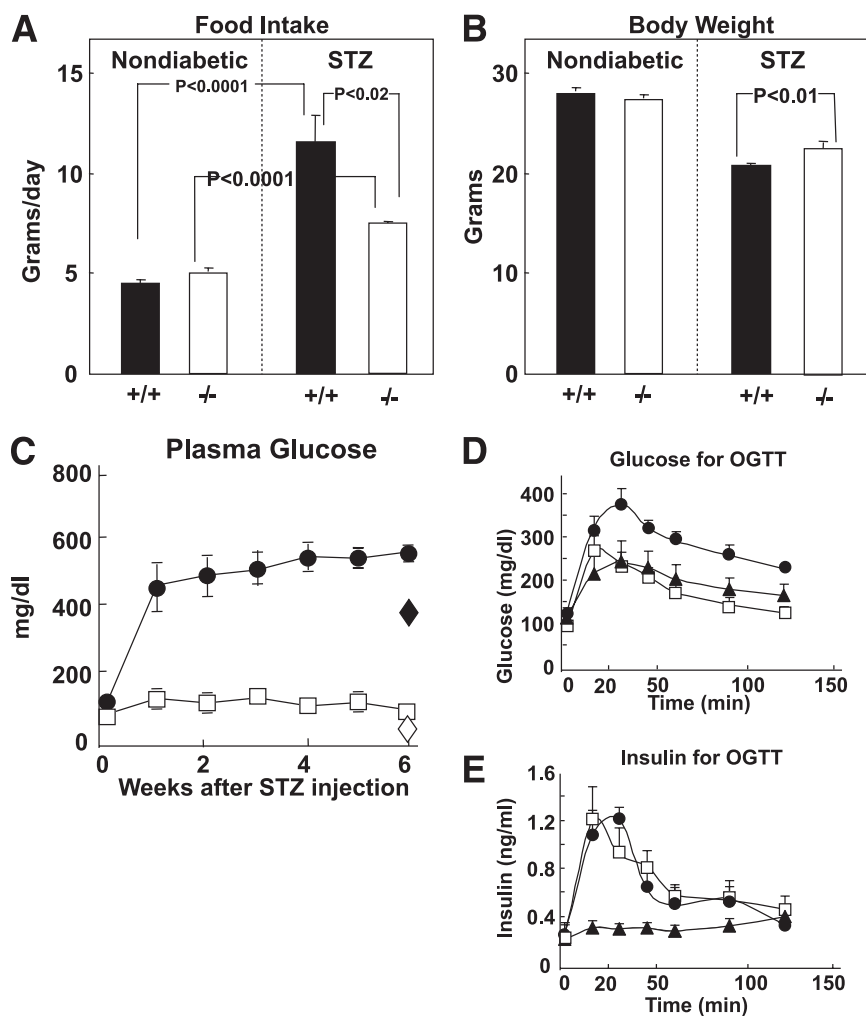 A
Food Intake
Nondiabetic STZ
P<0.0001
P<0.02
P<0.0001
Grams/day
15
10
5
0
+/+ -/- +/+ -/-
B
Body Weight
Nondiabetic STZ
P<0.01
Grams
30
20
10
0
+/+ -/- +/+ -/-
C
Plasma Glucose
mg/dl
800
600
400
200
0
0 2 4 6
Weeks after STZ injection
D
Glucose for OGTT
Glucose (mg/dl)
400
300
200
100
0
0 20 50 100 150
Time (min)
E
Insulin for OGTT
Insulin (ng/ml)
1.6
1.2
0.8
0.4
0
0 20 50 100 150
Time (min)